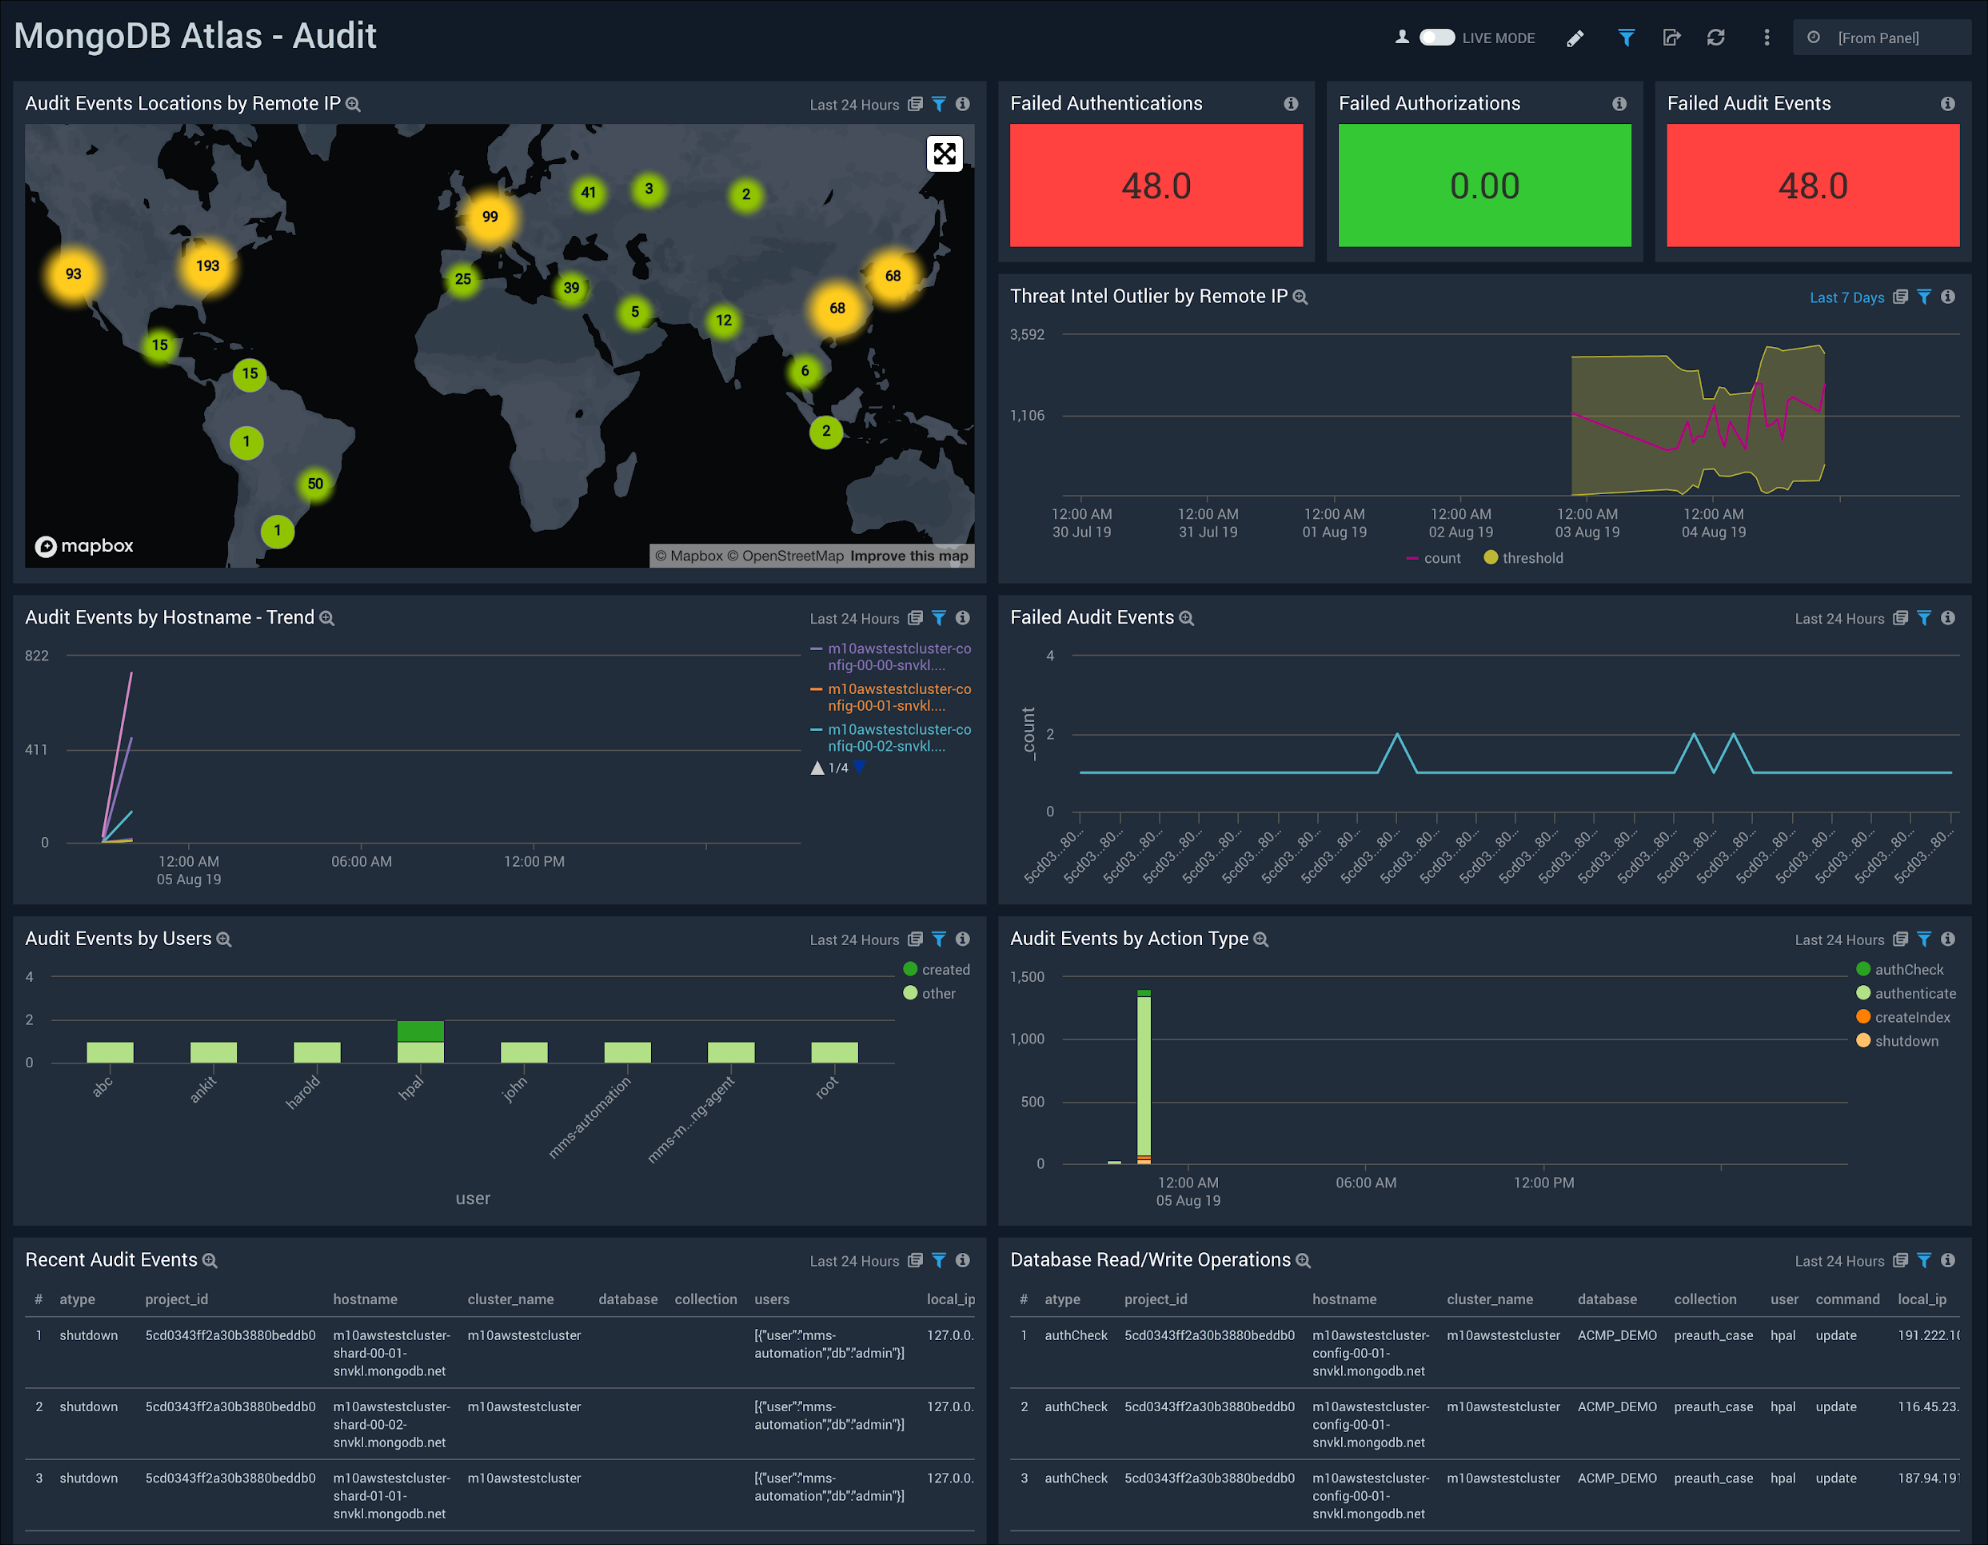 MongoDB Atlas - Audit
LIVE MODE
[From Panel]
Audit Events Locations by Remote IP
Last 24 Hours
41
3
2
99
93
193
25
39
5
12
68
68
15
15
6
2
1
50
1
mapbox
© Mapbox © OpenStreetMap Improve this map
Failed Authentications
48.0
Failed Authorizations
0.00
Failed Audit Events
48.0
Threat Intel Outlier by Remote IP
Last 7 Days
3,592
1,106
12:00 AM 12:00 AM 12:00 AM 12:00 AM 12:00 AM 12:00 AM
30 Jul 19 31 Jul 19 01 Aug 19 02 Aug 19 03 Aug 19 04 Aug 19
count threshold
Audit Events by Hostname - Trend
Last 24 Hours
822
411
0
12:00 AM 06:00 AM 12:00 PM
05 Aug 19
m10awstestcluster-co
nfig-00-00-snvkl....
m10awstestcluster-co
nfig-00-01-snvkl....
m10awstestcluster-co
nfig-00-02-snvkl....
1/4
Failed Audit Events
Last 24 Hours
_count
4
2
0
5cd03...80... 5cd03...80... 5cd03...80... 5cd03...80... 5cd03...80... 5cd03...80... 5cd03...80... 5cd03...80... 5cd03...80... 5cd03...80... 5cd03...80... 5cd03...80... 5cd03...80... 5cd03...80... 5cd03...80... 5cd03...80... 5cd03...80... 5cd03...80... 5cd03...80... 5cd03...80... 5cd03...80... 5cd03...80... 5cd03...80...
Audit Events by Users
Last 24 Hours
4
2
0
abc ankit harold hpal john mms-automation mms-m...ng-agent root
user
created
other
Audit Events by Action Type
Last 24 Hours
1,500
1,000
500
0
12:00 AM 06:00 AM 12:00 PM
05 Aug 19
authCheck
authenticate
createIndex
shutdown
Recent Audit Events
Last 24 Hours
# atype project_id hostname cluster_name database collection users local_ip
1 shutdown 5cd0343ff2a30b3880beddb0 m10awstestcluster- m10awstestcluster [{"user":"mms- 127.0.0.
shard-00-01- automation","db":"admin"}]
snvkl.mongodb.net
2 shutdown 5cd0343ff2a30b3880beddb0 m10awstestcluster- m10awstestcluster [{"user":"mms- 127.0.0.
shard-00-02- automation","db":"admin"}]
snvkl.mongodb.net
3 shutdown 5cd0343ff2a30b3880beddb0 m10awstestcluster- m10awstestcluster [{"user":"mms- 127.0.0.
shard-01-01- automation","db":"admin"}]
snvkl.mongodb.net
Database Read/Write Operations
Last 24 Hours
# atype project_id hostname cluster_name database collection user command local_ip
1 authCheck 5cd0343ff2a30b3880beddb0 m10awstestcluster- m10awstestcluster ACMP_DEMO preauth_case hpal update 191.222.10
config-00-01-
snvkl.mongodb.net
2 authCheck 5cd0343ff2a30b3880beddb0 m10awstestcluster- m10awstestcluster ACMP_DEMO preauth_case hpal update 116.45.23.
config-00-01-
snvkl.mongodb.net
3 authCheck 5cd0343ff2a30b3880beddb0 m10awstestcluster- m10awstestcluster ACMP_DEMO preauth_case hpal update 187.94.191
config-00-01-
snvkl.mongodb.net